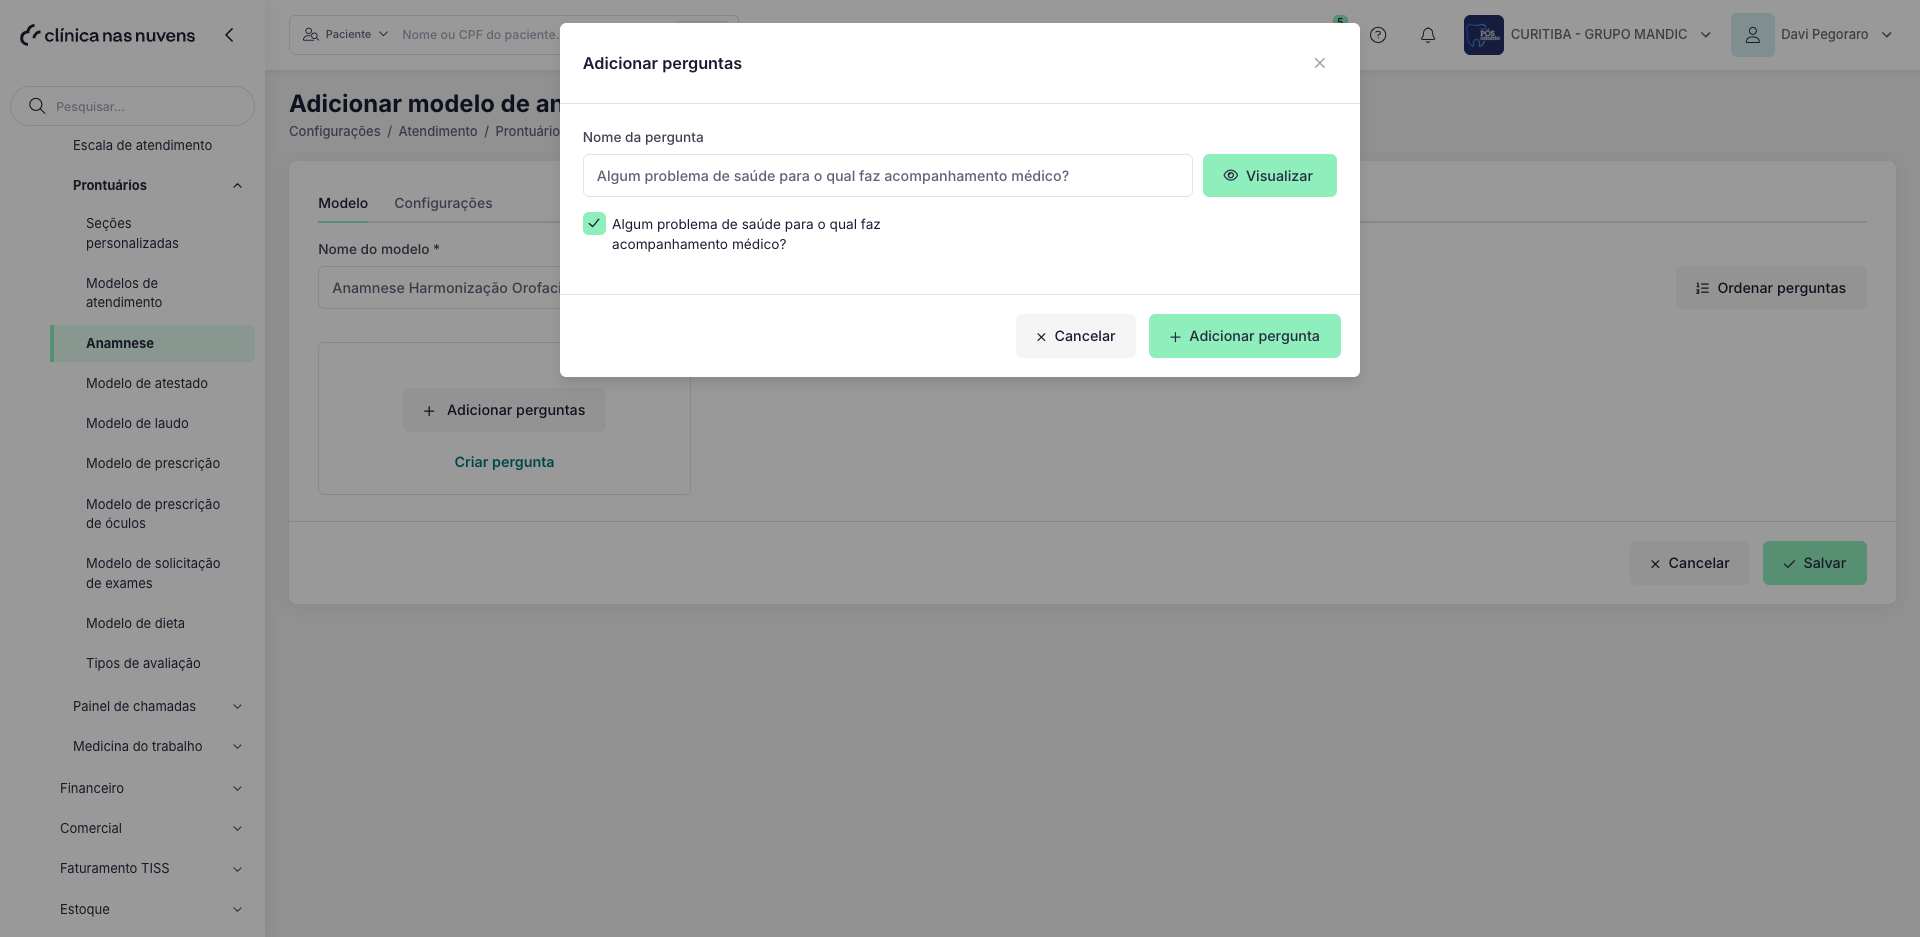 clínica nas nuvens
Pesquisar...
Escala de atendimento
Prontuários
Seções
personalizadas
Modelos de
atendimento
Anamnese
Modelo de atestado
Modelo de laudo
Modelo de prescrição
Modelo de prescrição
de óculos
Modelo de solicitação
de exames
Modelo de dieta
Tipos de avaliação
Painel de chamadas
Medicina do trabalho
Financeiro
Comercial
Faturamento TISS
Estoque
Paciente
Nome ou CPF do paciente.
5
CURITIBA - GRUPO MANDIC
Davi Pegoraro
Adicionar modelo de an
Configurações / Atendimento / Prontuário
Modelo
Configurações
Nome do modelo *
Anamnese Harmonização Orofaci
Ordenar perguntas
Adicionar perguntas
Criar pergunta
Cancelar
Salvar
Adicionar perguntas
Nome da pergunta
Algum problema de saúde para o qual faz acompanhamento médico?
Visualizar
Algum problema de saúde para o qual faz
acompanhamento médico?
Cancelar
Adicionar pergunta